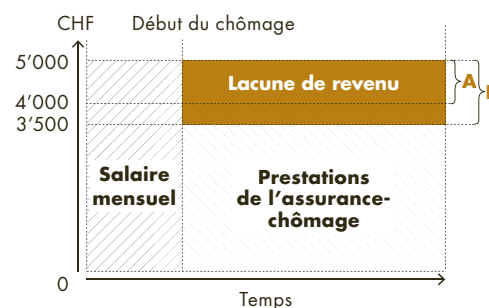 CHF
Début du chômage
5’000
4’000
3’500
Lacune de revenu
A
Salaire
mensuel
Prestations
de l’assurance-
chômage
0
Temps